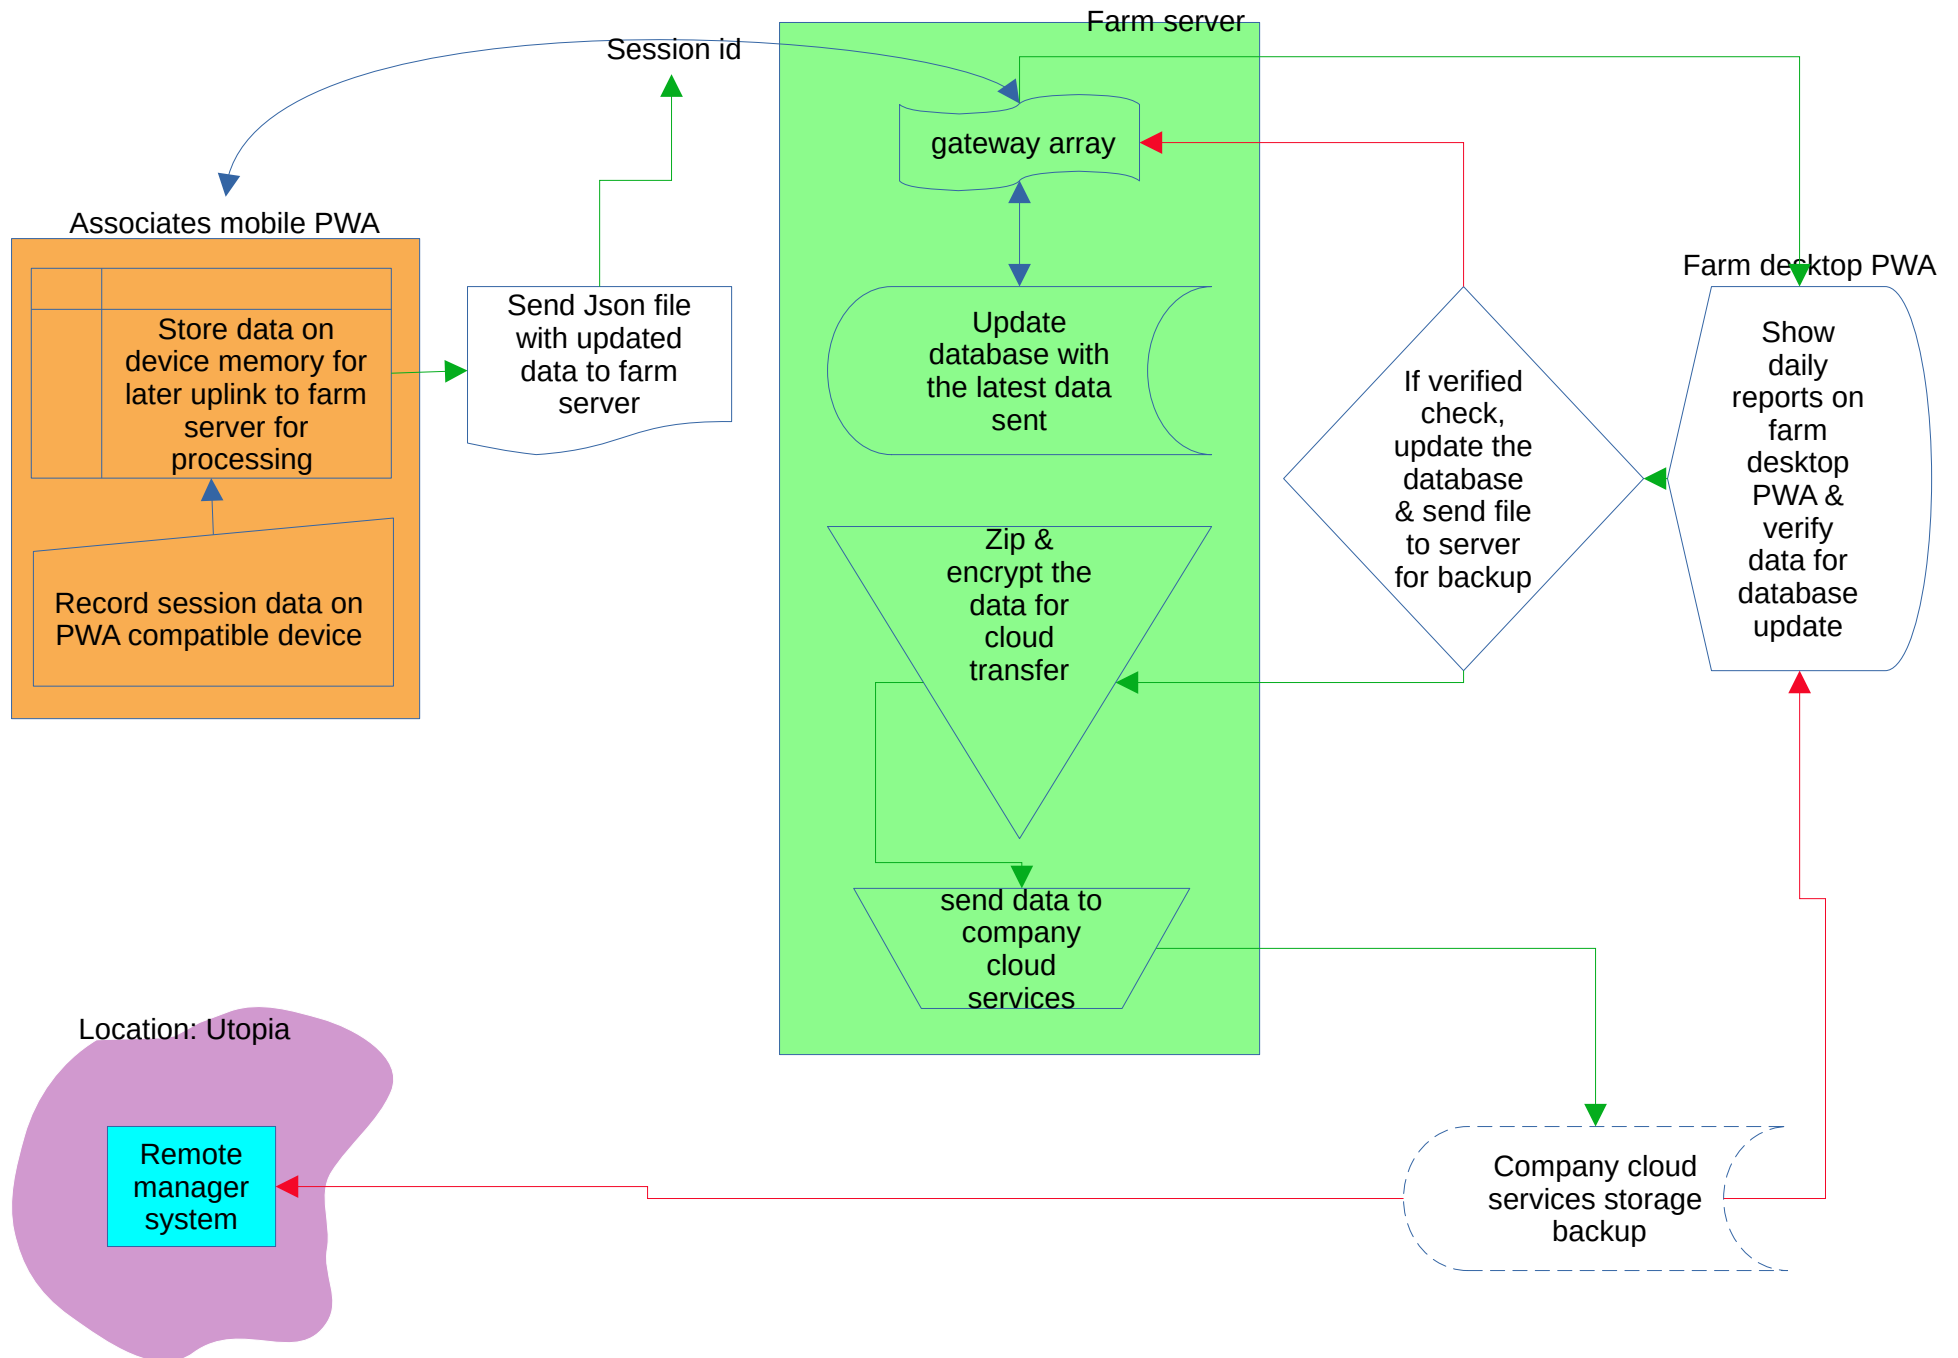 Farm server
Session id
gateway array
Associates mobile PWA
Store data on
device memory for
later uplink to farm
server for
processing
Record session data on
PWA compatible device
Send Json file
with updated
data to farm
server
Update
database with
the latest data
sent
Zip &
encrypt the
data for
cloud
transfer
send data to
company
cloud
services
If verified
check,
update the
database
& send file
to server
for backup
Farm desktop PWA
Show
daily
reports on
farm
desktop
PWA &
verify
data for
database
update
Location: Utopia
Remote
manager
system
Company cloud
services storage
backup